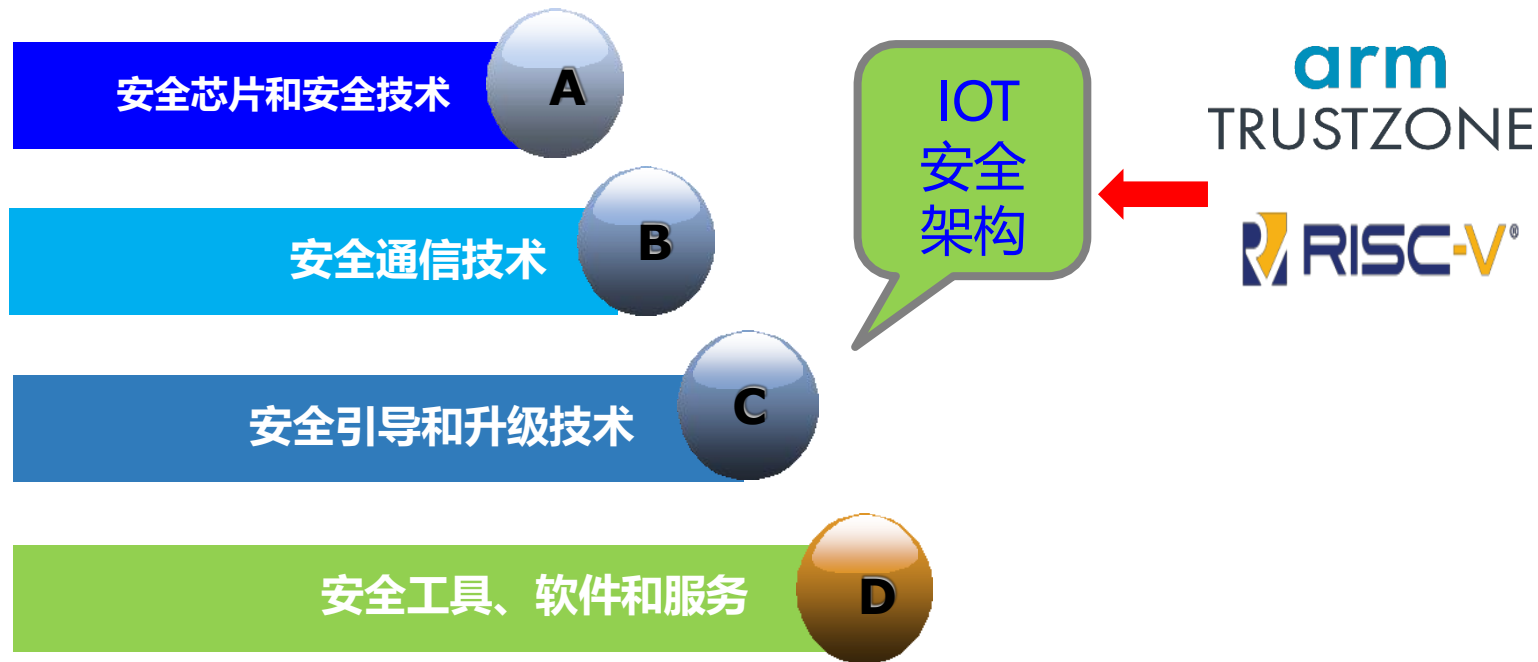 安全芯片和安全技术
A
安全通信技术
B
安全引导和升级技术
C
安全工具、软件和服务
D
IOT
安全
架构
arm
TRUSTZONE
RISC-V®